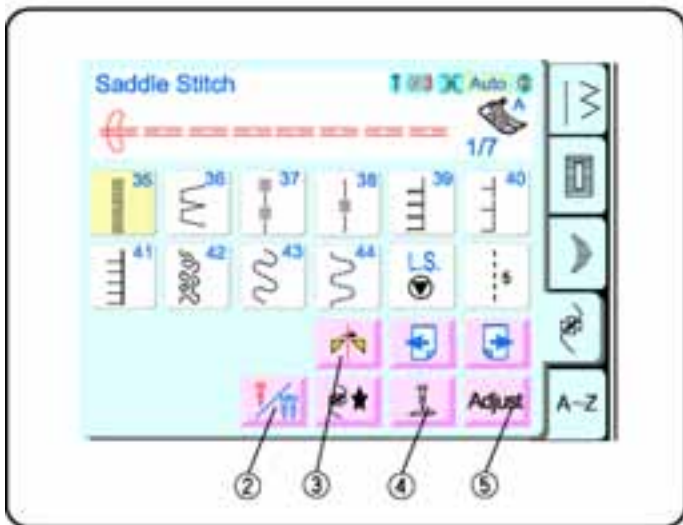 Saddle Stitch
Auto
A
1/7
35 36 37 38 39 40
41 42 43 44 L.S. 6
Adjust
A~Z
② ③ ④ ⑤